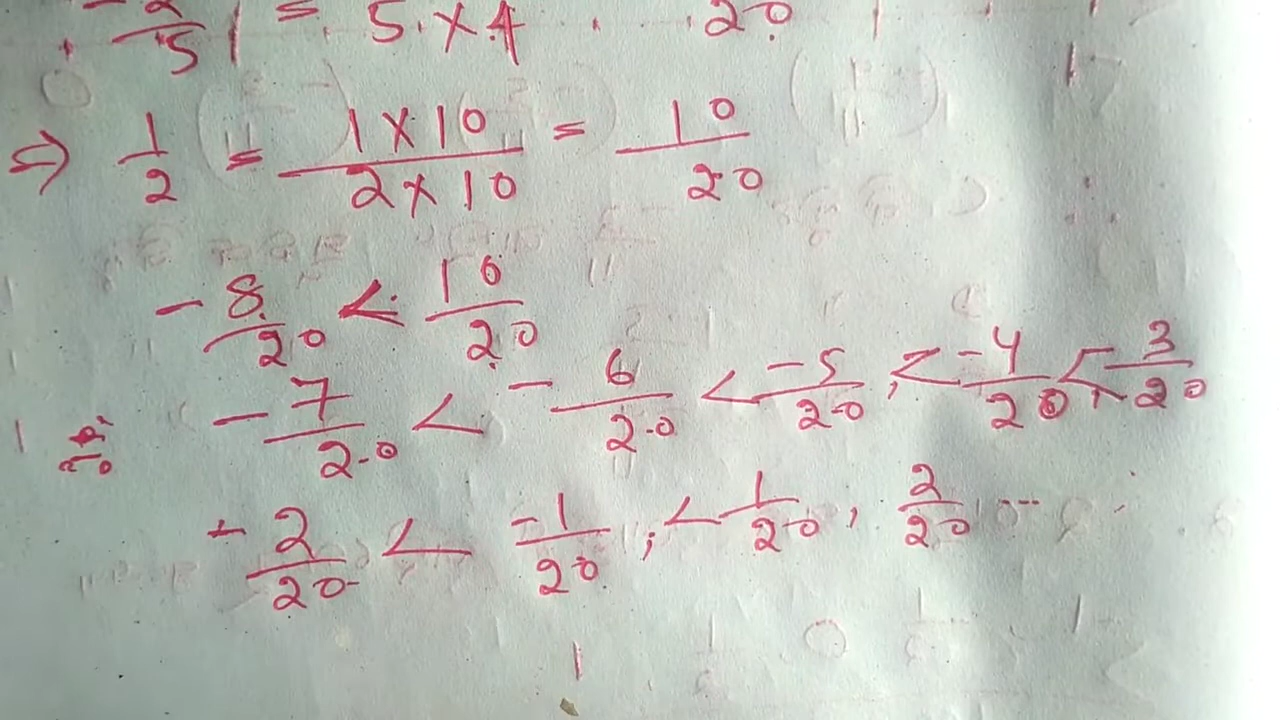 -2/5 = 5 × 4 20
⇒ 1/2 = 1 × 10 / 2 × 10 = 10/20
- 8/20 < 10/20
- 7/20 < - 6/20 < -5/20 , < -4/20 < 3/20
- 2/20 < -1/20 , < 1/20 , 2/20 ...